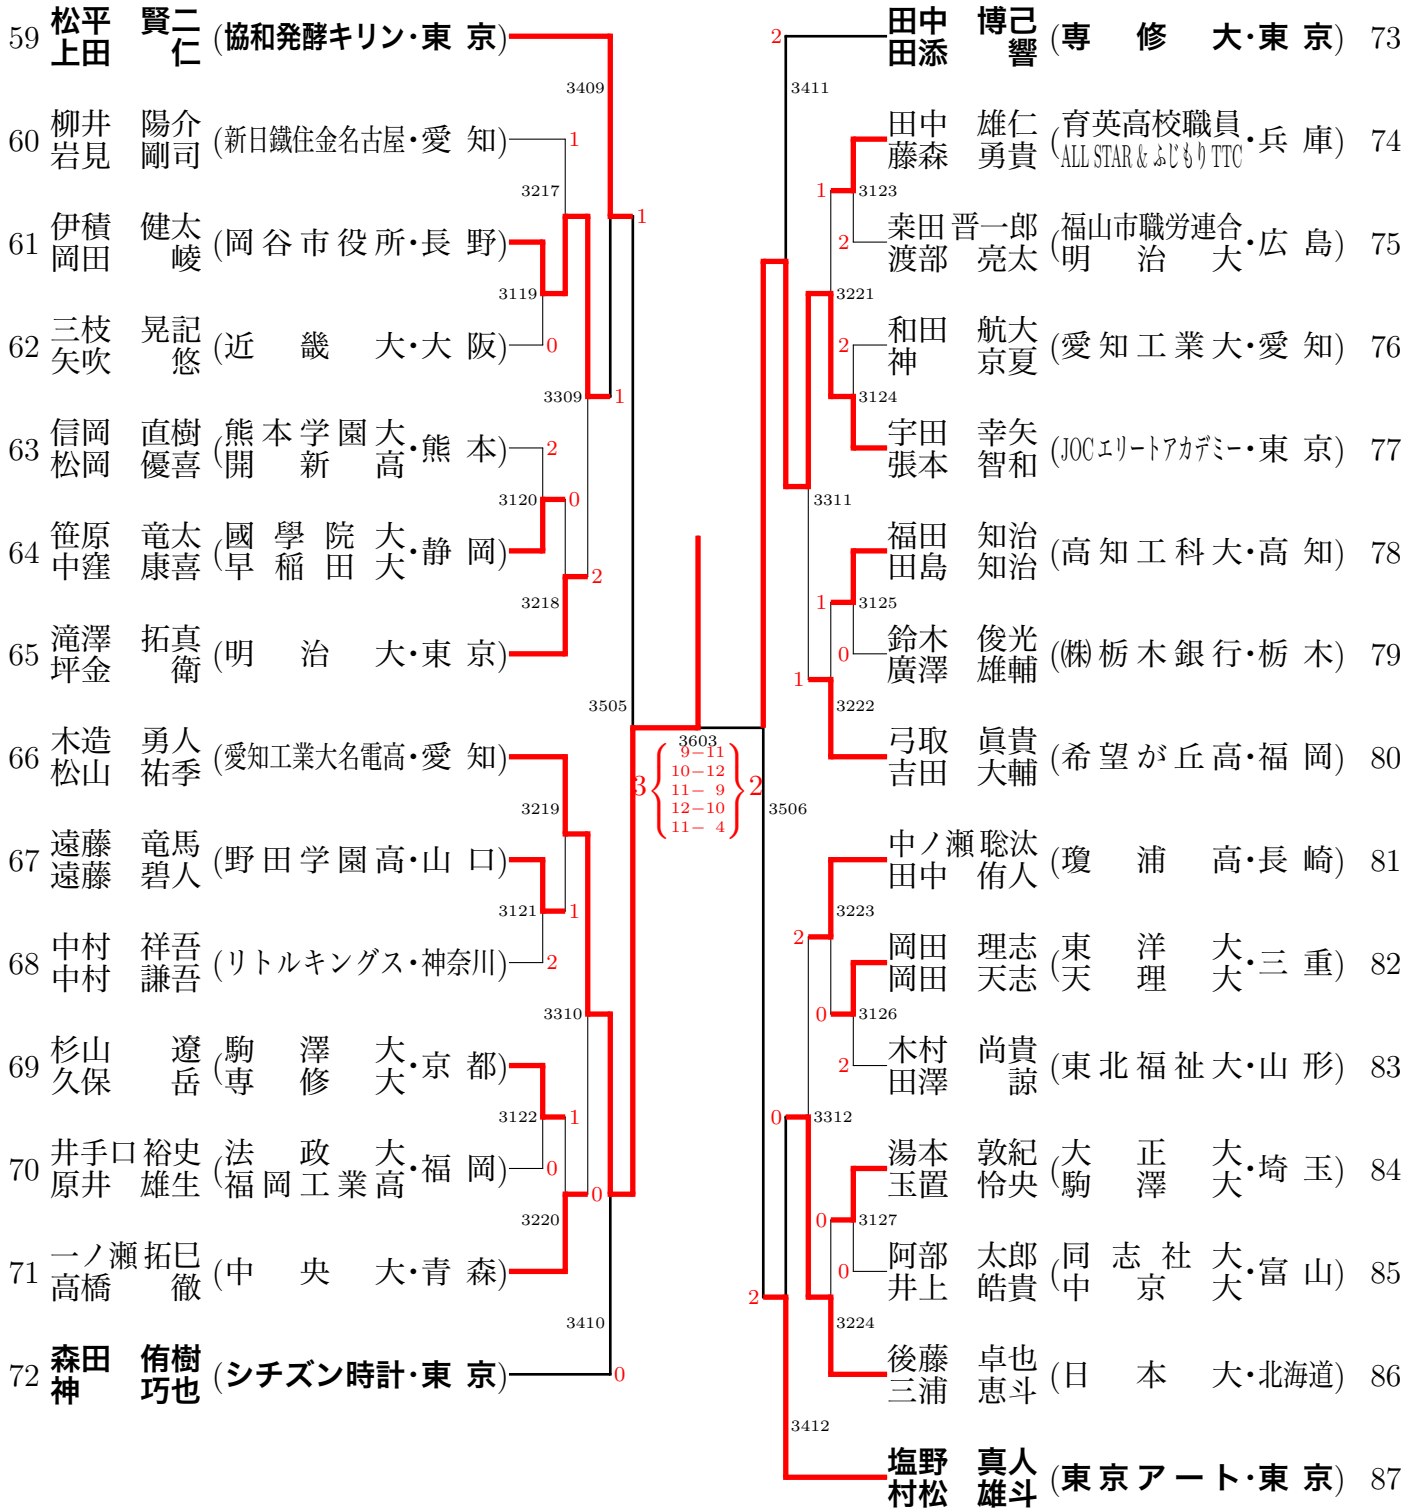 59 松平 賢二 (協和発酵キリン・東 京)
上田 仁
3409
60 柳井 陽介 (新日鐵住金名古屋・愛 知) 1
岩見 剛司
3217
1
61 伊積 健太 (岡谷市役所・長 野)
岡田 崚
3119
62 三枝 晃記 (近 畿 大・大 阪) 0
矢吹 悠
3309 1
63 信岡 直樹 (熊本学園大・熊 本) 2
松岡 優喜 開 新 高
3120 0
64 笹原 竜太 (國學院大・静 岡)
中窪 康喜 早稲田大
3218 2
65 滝澤 拓真 (明 治 大・東 京)
坪金 衛
3505
66 木造 勇人 (愛知工業大名電高・愛 知)
松山 祐季
3219
67 遠藤 竜馬 (野田学園高・山 口)
遠藤 碧人
3121 1
68 中村 祥吾 (リトルキングス・神奈川) 2
中村 謙吾
3310
69 杉山 遼 (駒 澤 大・京 都)
久保 岳 専 修 大
3122 1
70 井手口裕史 (法 政 大・福 岡) 0
原井 雄生 福岡工業高
3220 0 0
71 一ノ瀬拓巳 (中 央 大・青 森)
高橋 徹
3410
72 森田 侑樹 (シチズン時計・東 京) 0
神 巧也
3603
3 2
9-11
10-12
11- 9
12-10
11- 4
2 田中 博己 (専 修 大・東 京) 73
田添 響
3411
田中 雄仁 (育英高校職員・兵 庫) 74
藤森 勇貴 ALL STAR & ふじもり TTC
1 3123
2 桒田晋一郎 (福山市職労連合・広 島) 75
渡部 亮太 明 治 大
3221
2 和田 航大 (愛知工業大・愛 知) 76
神 京夏
3124
宇田 幸矢 (JOCエリートアカデミー・東 京) 77
張本 智和
3311
福田 知治 (高知工科大・高 知) 78
田島 知治
1 3125
0 鈴木 俊光 (㈱栃木銀行・栃 木) 79
廣澤 雄輔
1 3222
弓取 眞貴 (希望が丘高・福 岡) 80
吉田 大輔
3506
中ノ瀬聡汰 (瓊 浦 高・長 崎) 81
田中 侑人
3223
2
岡田 理志 (東 洋 大・三 重) 82
岡田 天志 天 理 大
0 3126
2 木村 尚貴 (東北福祉大・山 形) 83
田澤 諒
0 3312
湯本 敦紀 (大 正 大・埼 玉) 84
玉置 怜央 駒 澤 大
0 3127
0 阿部 太郎 (同志社大・富 山) 85
井上 皓貴 中 京 大
2 3224
後藤 卓也 (日 本 大・北海道) 86
三浦 恵斗
3412
塩野 真人 (東京アート・東 京) 87
村松 雄斗